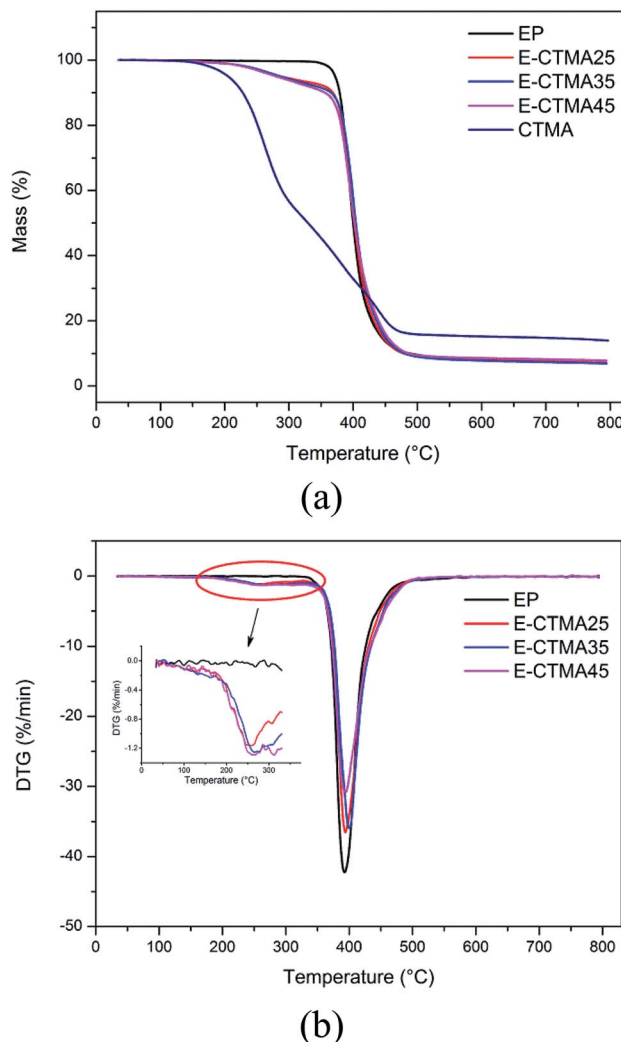 100
80
60
40
20
0
Mass (%)
EP
E-CTMA25
E-CTMA35
E-CTMA45
CTMA
0 100 200 300 400 500 600 700 800
Temperature (°C)
(a)
0
-10
-20
-30
-40
-50
DTG (%/min)
EP
E-CTMA25
E-CTMA35
E-CTMA45
0.0
-0.4
-0.8
-1.2
DTG (%/min)
0 100 200 300
Temperature (°C)
0 100 200 300 400 500 600 700 800
Temperature (°C)
(b)